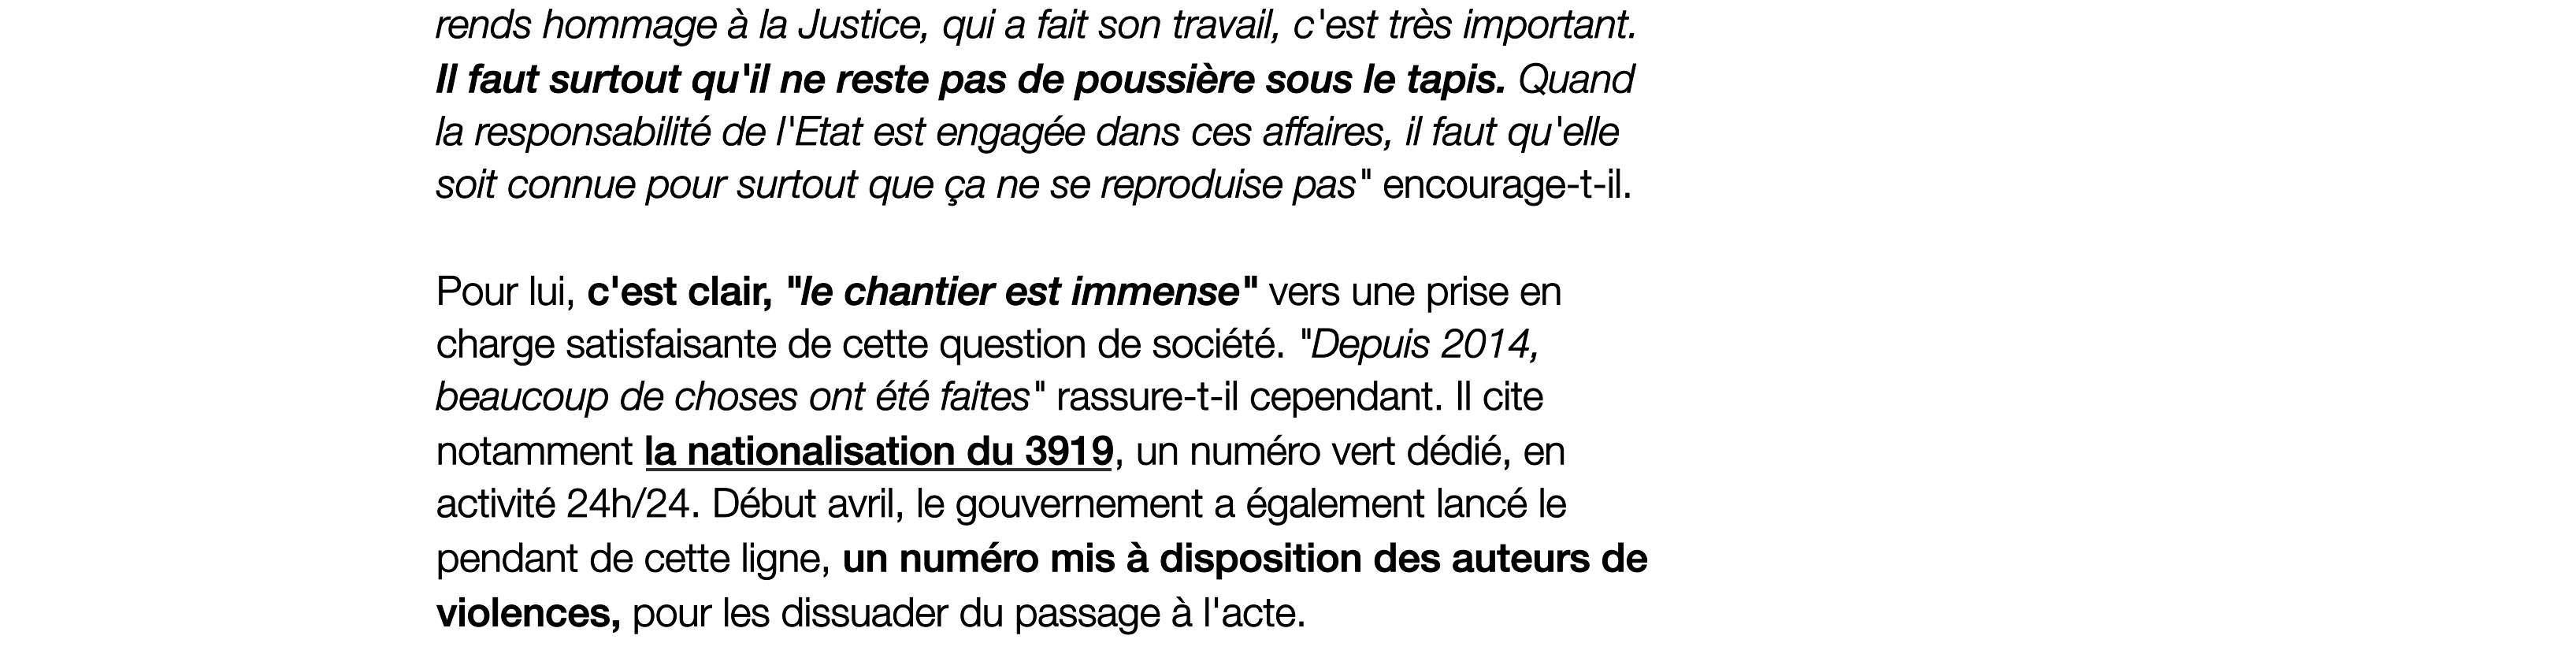 rends hommage à la Justice, qui a fait son travail, c'est très important.
Il faut surtout qu'il ne reste pas de poussière sous le tapis. Quand
la responsabilité de l'Etat est engagée dans ces affaires, il faut qu'elle
soit connue pour surtout que ça ne se reproduise pas" encourage-t-il.
Pour lui, c'est clair, "le chantier est immense" vers une prise en
charge satisfaisante de cette question de société. "Depuis 2014,
beaucoup de choses ont été faites" rassure-t-il cependant. Il cite
notamment la nationalisation du 3919, un numéro vert dédié, en
activité 24h/24. Début avril, le gouvernement a également lancé le
pendant de cette ligne, un numéro mis à disposition des auteurs de
violences, pour les dissuader du passage à l'acte.